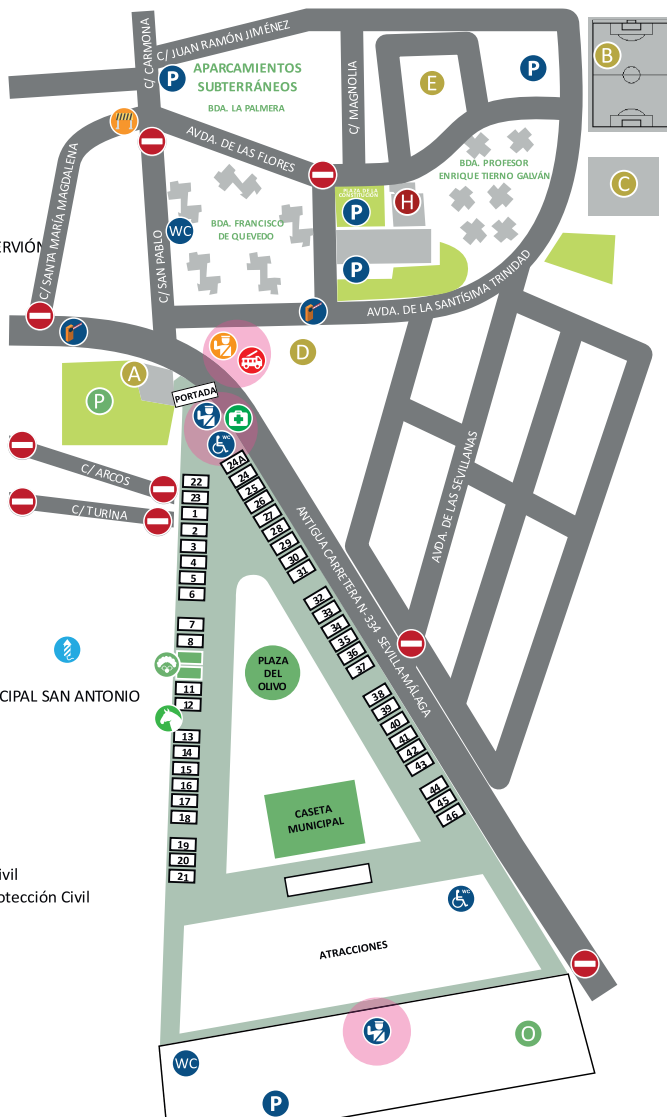 C/ CARMONA
C/ JUAN RAMÓN JIMÉNEZ
P
APARCAMIENTOS
SUBTERRÁNEOS
BDA. LA PALMERA
C/ MAGNOLIA
E
P
B
C
C/ SANTA MARÍA MAGDALENA
AVDA. DE LAS FLORES
BDA. PROFESOR
ENRIQUE TIERNO GALVÁN
PLAZA DE LA
CONSTITUCIÓN
P
H
WC
BDA. FRANCISCO
DE QUEVEDO
ERVIÓN
C/ SAN PABLO
P
AVDA. DE LA SANTÍSIMA TRINIDAD
D
A
P
PORTADA
WC
C/ ARCOS
C/ TURINA
24A
24
25
26
27
28
29
30
31
22
23
1
2
3
4
5
6
7
8
11
12
13
14
15
16
17
18
19
20
21
32
33
34
35
36
37
38
39
40
41
42
43
44
45
46
ANTIGUA CARRETERA N-334 SEVILLA-MÁLAGA
AVDA. DE LAS SEVILLANAS
PLAZA
DEL
OLIVO
CIPAL SAN ANTONIO
CASETA
MUNICIPAL
ivil
otección Civil
WC
ATRACCIONES
O
WC
P